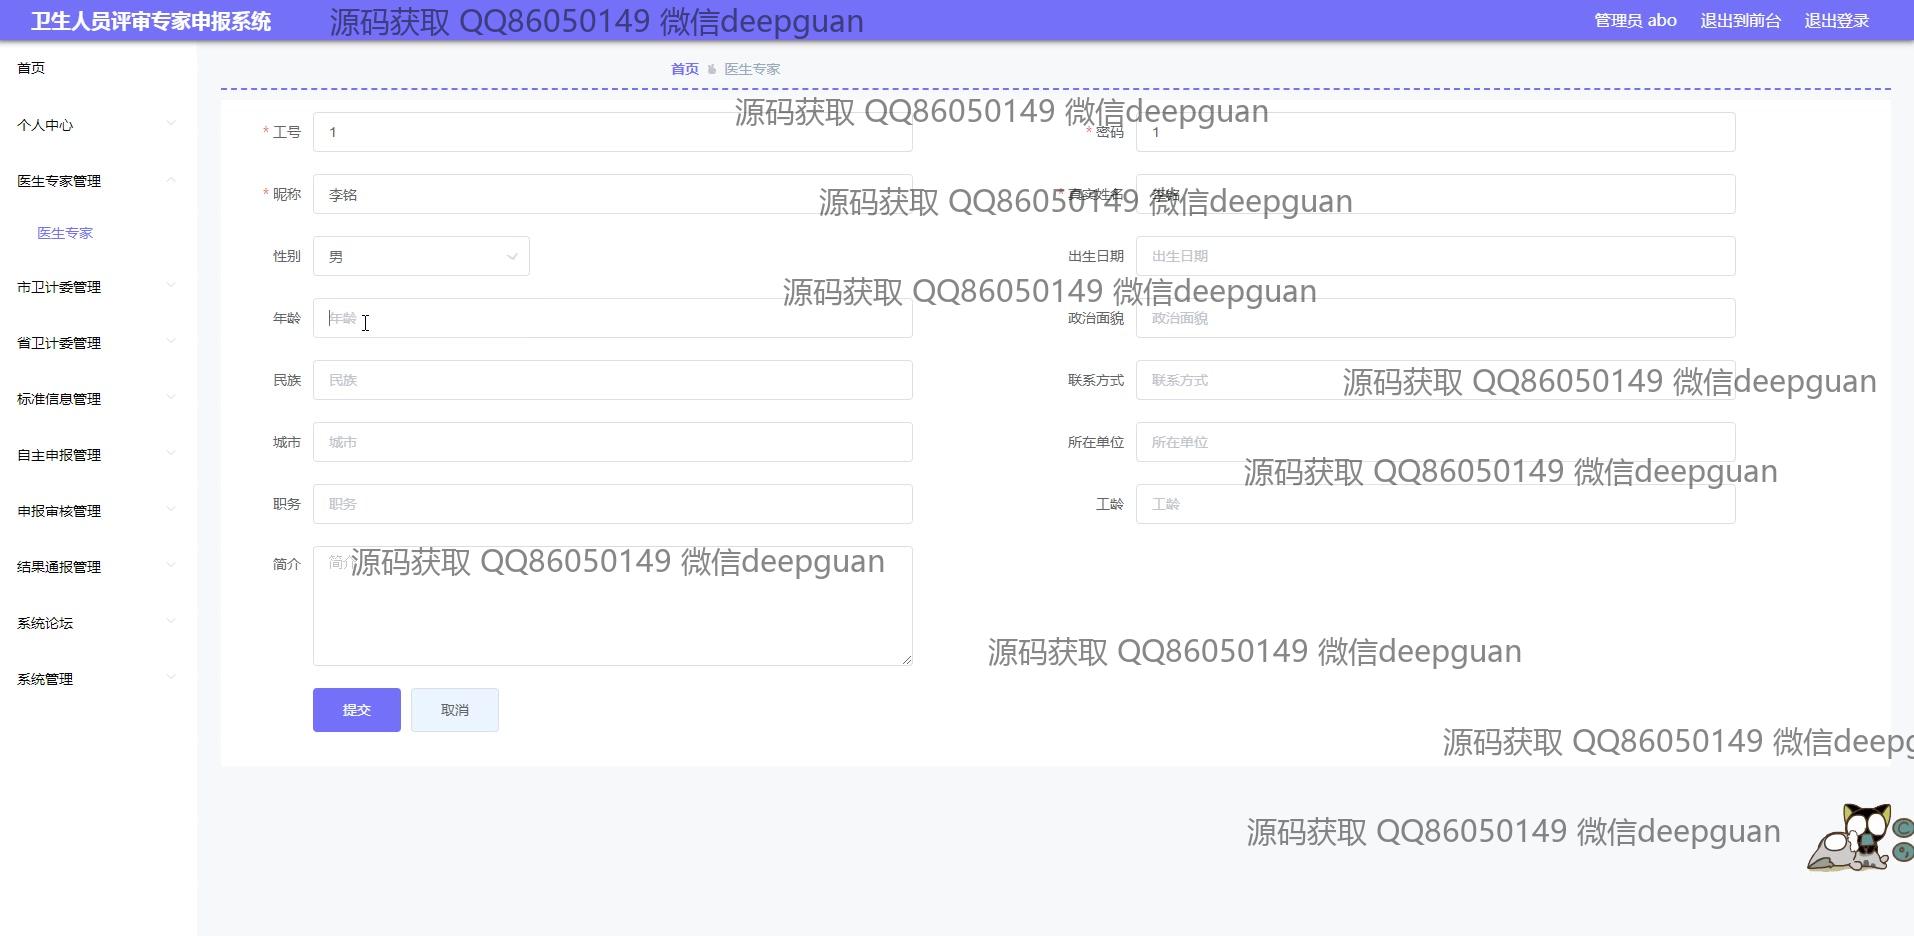 卫生人员评审专家申报系统 源码获取 QQ86050149 微信deepguan 管理员 abo 退出到前台 退出登录
首页
个人中心
医生专家管理
医生专家
市卫计委管理
省卫计委管理
标准信息管理
自主申报管理
申报审核管理
结果通报管理
系统论坛
系统管理
首页 医生专家
源码获取 QQ86050149 微信deepguan
* 工号 1 * 密码 1
* 昵称 李铭 * 真实姓名 李铭
源码获取 QQ86050149 微信deepguan
性别 男 出生日期 出生日期
源码获取 QQ86050149 微信deepguan
年龄 年龄 政治面貌 政治面貌
民族 民族 联系方式 联系方式
源码获取 QQ86050149 微信deepguan
城市 城市 所在单位 所在单位
源码获取 QQ86050149 微信deepguan
职务 职务 工龄 工龄
简介 简介
源码获取 QQ86050149 微信deepguan
源码获取 QQ86050149 微信deepguan
提交 取消
源码获取 QQ86050149 微信deepg
源码获取 QQ86050149 微信deepguan